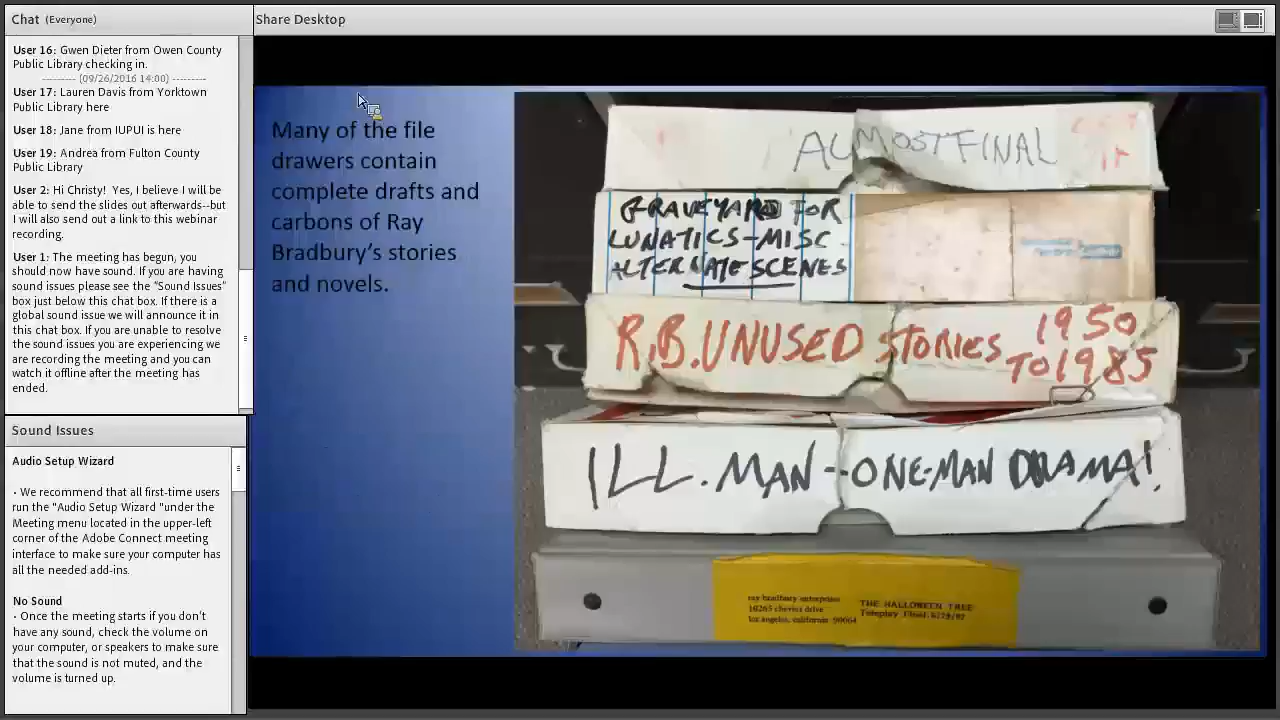 Chat (Everyone)
User 16: Gwen Dieter from Owen County
Public Library checking in.
---------- (09/26/2016 14:00) ---------
User 17: Lauren Davis from Yorktown
Public Library here
User 18: Jane from IUPUI is here
User 19: Andrea from Fulton County
Public Library
User 2: Hi Christy! Yes, I believe I will be
able to send the slides out afterwards--but
I will also send out a link to this webinar
recording.
User 1: The meeting has begun, you
should now have sound. If you are having
sound issues please see the "Sound Issues"
box just below this chat box. If there is a
global sound issue we will announce it in
this chat box. If you are unable to resolve
the sound issues you are experiencing we
are recording the meeting and you can
watch it offline after the meeting has
ended.
Sound Issues
Audio Setup Wizard
• We recommend that all first-time users
run the "Audio Setup Wizard "under the
Meeting menu located in the upper-left
corner of the Adobe Connect meeting
interface to make sure your computer has
all the needed add-ins.
No Sound
• Once the meeting starts if you don't
have any sound, check the volume on
your computer, or speakers to make sure
that the sound is not muted, and the
volume is turned up.
Share Desktop
Many of the file
drawers contain
complete drafts and
carbons of Ray
Bradbury's stories
and novels.
ALMOST FINAL
GRAVEYARD FOR
LUNATICS-MISC
ALTERNATE SCENES
R.B. UNUSED STORIES 1950
TO 1985
ILL. MAN--ONE-MAN DRAMA!
ray bradbury enterprises
10265 cheviot drive
los angeles, california 90064
THE HALLOWEEN TREE
Teleplay Final 6/29/92